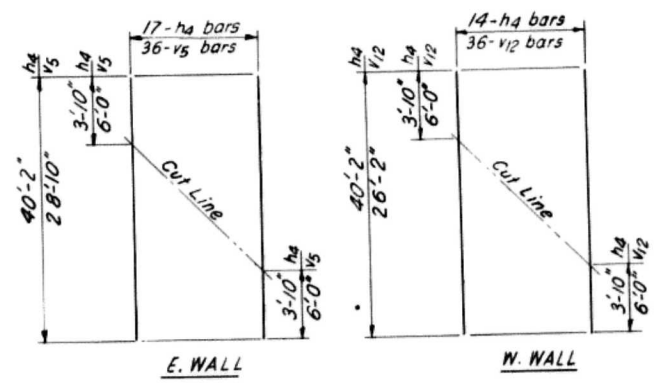 17-h4 bars
36-v5 bars
h4
v5
h4
v5
3'-10"
6'-0"
40'-2"
28'-10"
Cut Line
h4
v5
3'-10"
6'-0"
E. WALL
14-h4 bars
36-v12 bars
h4
v12
h4
v12
3'-10"
6'-0"
40'-2"
26'-2"
Cut Line
h4
v12
3'-10"
6'-0"
W. WALL